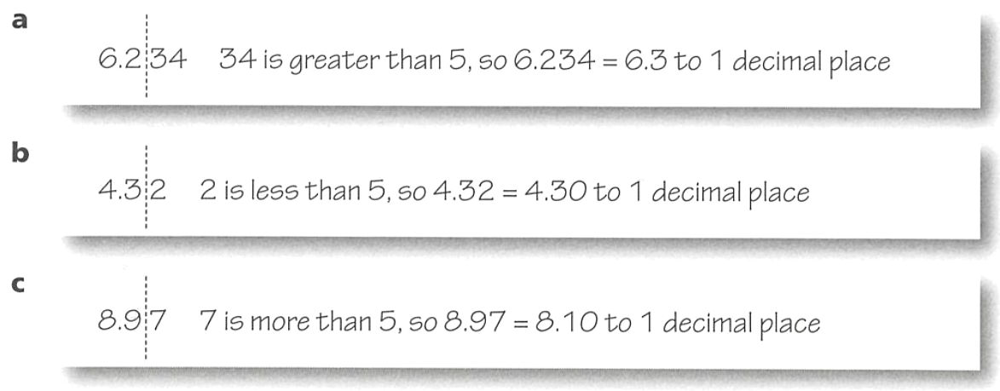 a
6.2 34 34 is greater than 5, so 6.234 = 6.3 to 1 decimal place
b
4.3 2 2 is less than 5, so 4.32 = 4.30 to 1 decimal place
c
8.9 7 7 is more than 5, so 8.97 = 8.10 to 1 decimal place